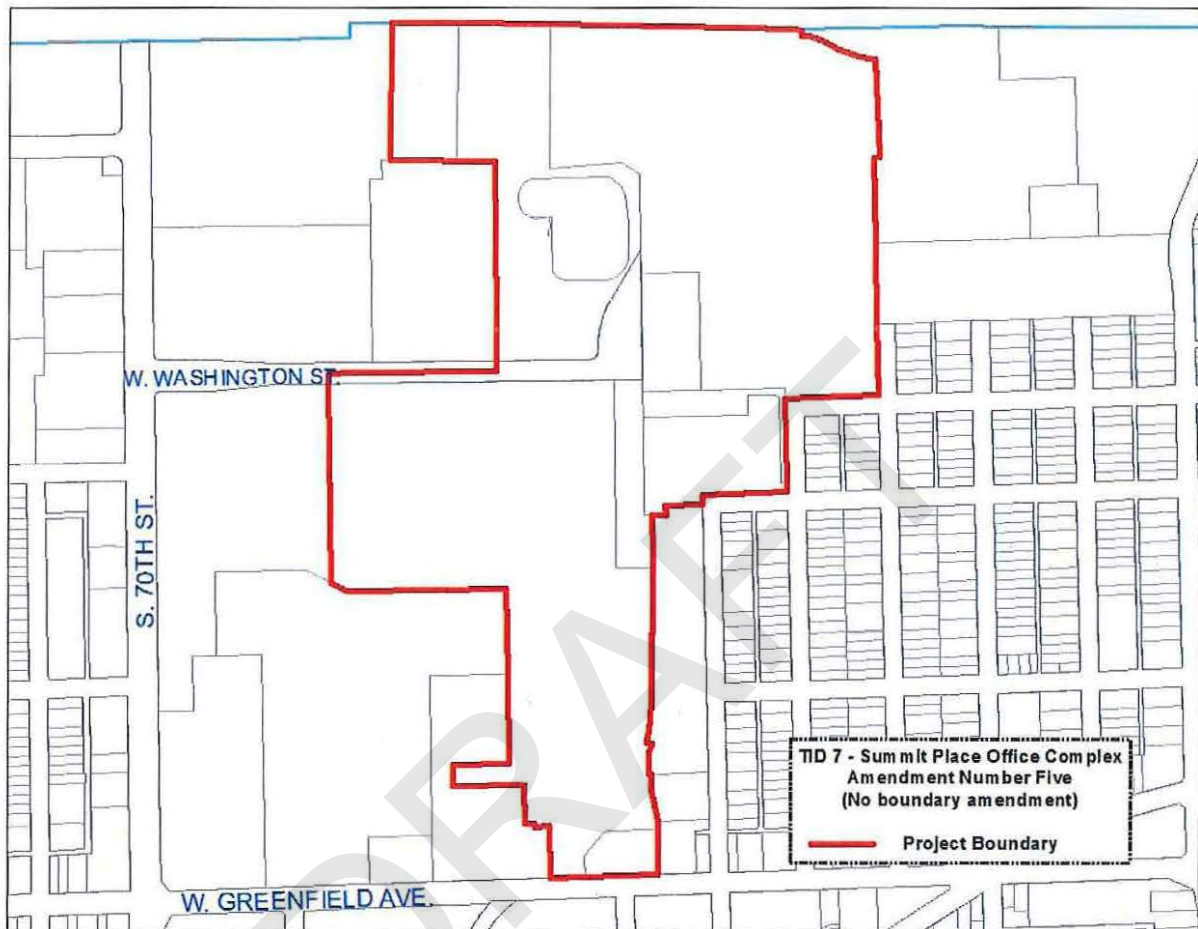 W. WASHINGTON ST.
S. 70TH ST.
TID 7 - Summit Place Office Complex
Amendment Number Five
(No boundary amendment)
Project Boundary
W. GREENFIELD AVE.
DRAFT